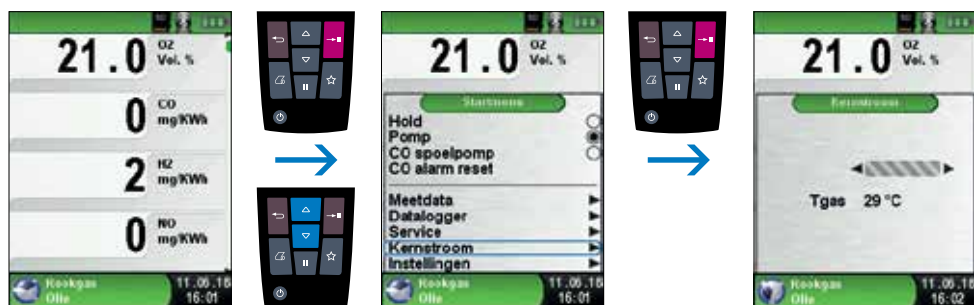 21.0 O2 Vol. %
0 CO mg/KWh
2 H2 mg/KWh
0 NO mg/KWh
Rookgas 11.06.15
Olie 16:01
21.0 O2 Vol. %
Startmenu
Hold
Pomp
CO spoelpomp
CO alarm reset
Meetdata
Datalogger
Service
Kernstroom
Instellingen
Rookgas 11.06.15
Olie 16:01
21.0 O2 Vol. %
Kernstroom
Tgas 29 °C
Rookgas 11.06.1
Olie 16:02